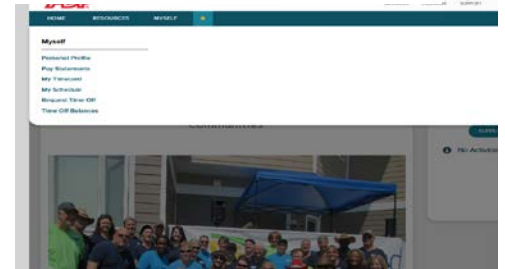 SUPPORT
HOME RESOURCES MYSELF
Myself
Personal Profile
Pay Statements
My Timecard
My Schedule
Request Time Off
Time Off Balances
Communities
No Activities